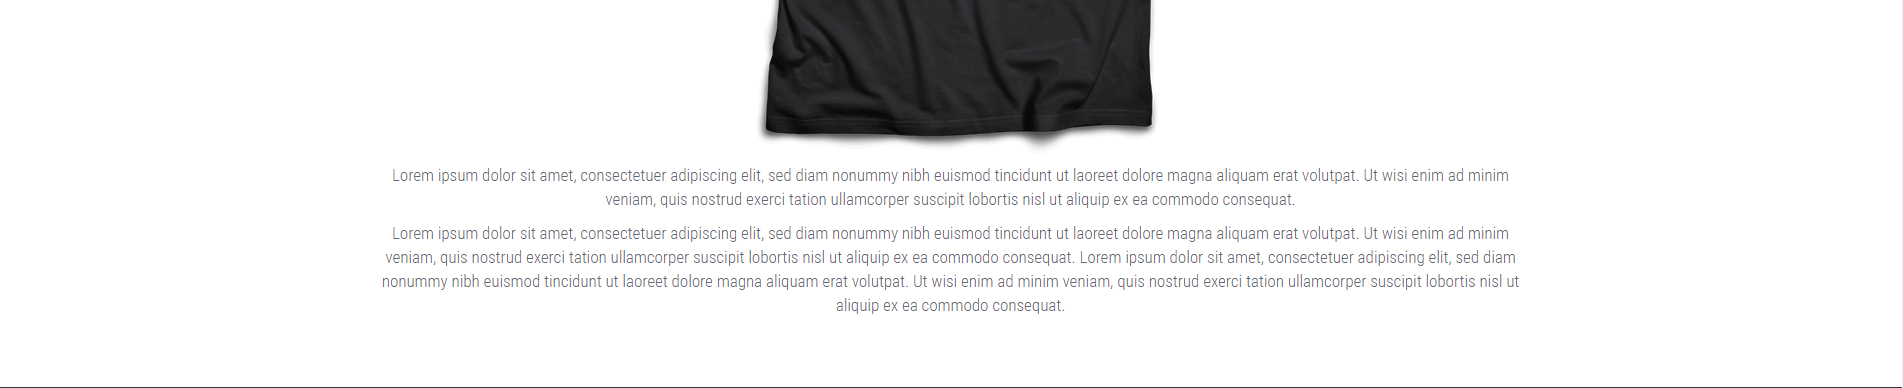 Lorem ipsum dolor sit amet, consectetuer adipiscing elit, sed diam nonummy nibh euismod tincidunt ut laoreet dolore magna aliquam erat volutpat. Ut wisi enim ad minim
veniam, quis nostrud exerci tation ullamcorper suscipit lobortis nisl ut aliquip ex ea commodo consequat.
Lorem ipsum dolor sit amet, consectetuer adipiscing elit, sed diam nonummy nibh euismod tincidunt ut laoreet dolore magna aliquam erat volutpat. Ut wisi enim ad minim
veniam, quis nostrud exerci tation ullamcorper suscipit lobortis nisl ut aliquip ex ea commodo consequat. Lorem ipsum dolor sit amet, consectetuer adipiscing elit, sed diam
nonummy nibh euismod tincidunt ut laoreet dolore magna aliquam erat volutpat. Ut wisi enim ad minim veniam, quis nostrud exerci tation ullamcorper suscipit lobortis nisl ut
aliquip ex ea commodo consequat.